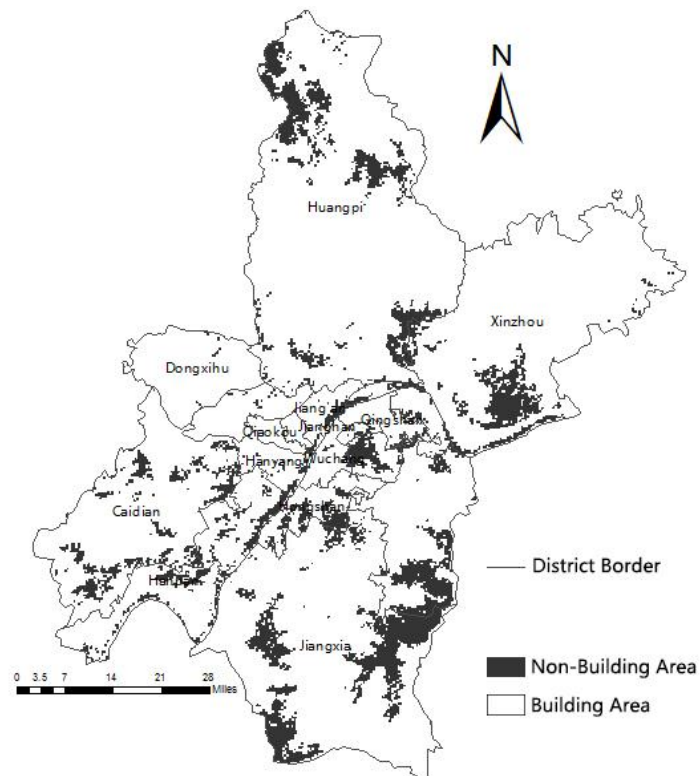 N
Huangpi
Xinzhou
Dongxihu
Jiang'an
Jianghan
Qingshan
Qiaokou
Hanyang
Wuchang
Caidian
Hongshan
Hannan
District Border
Jiangxia
Non-Building Area
Building Area
0 3.5 7 14 21 28
Miles